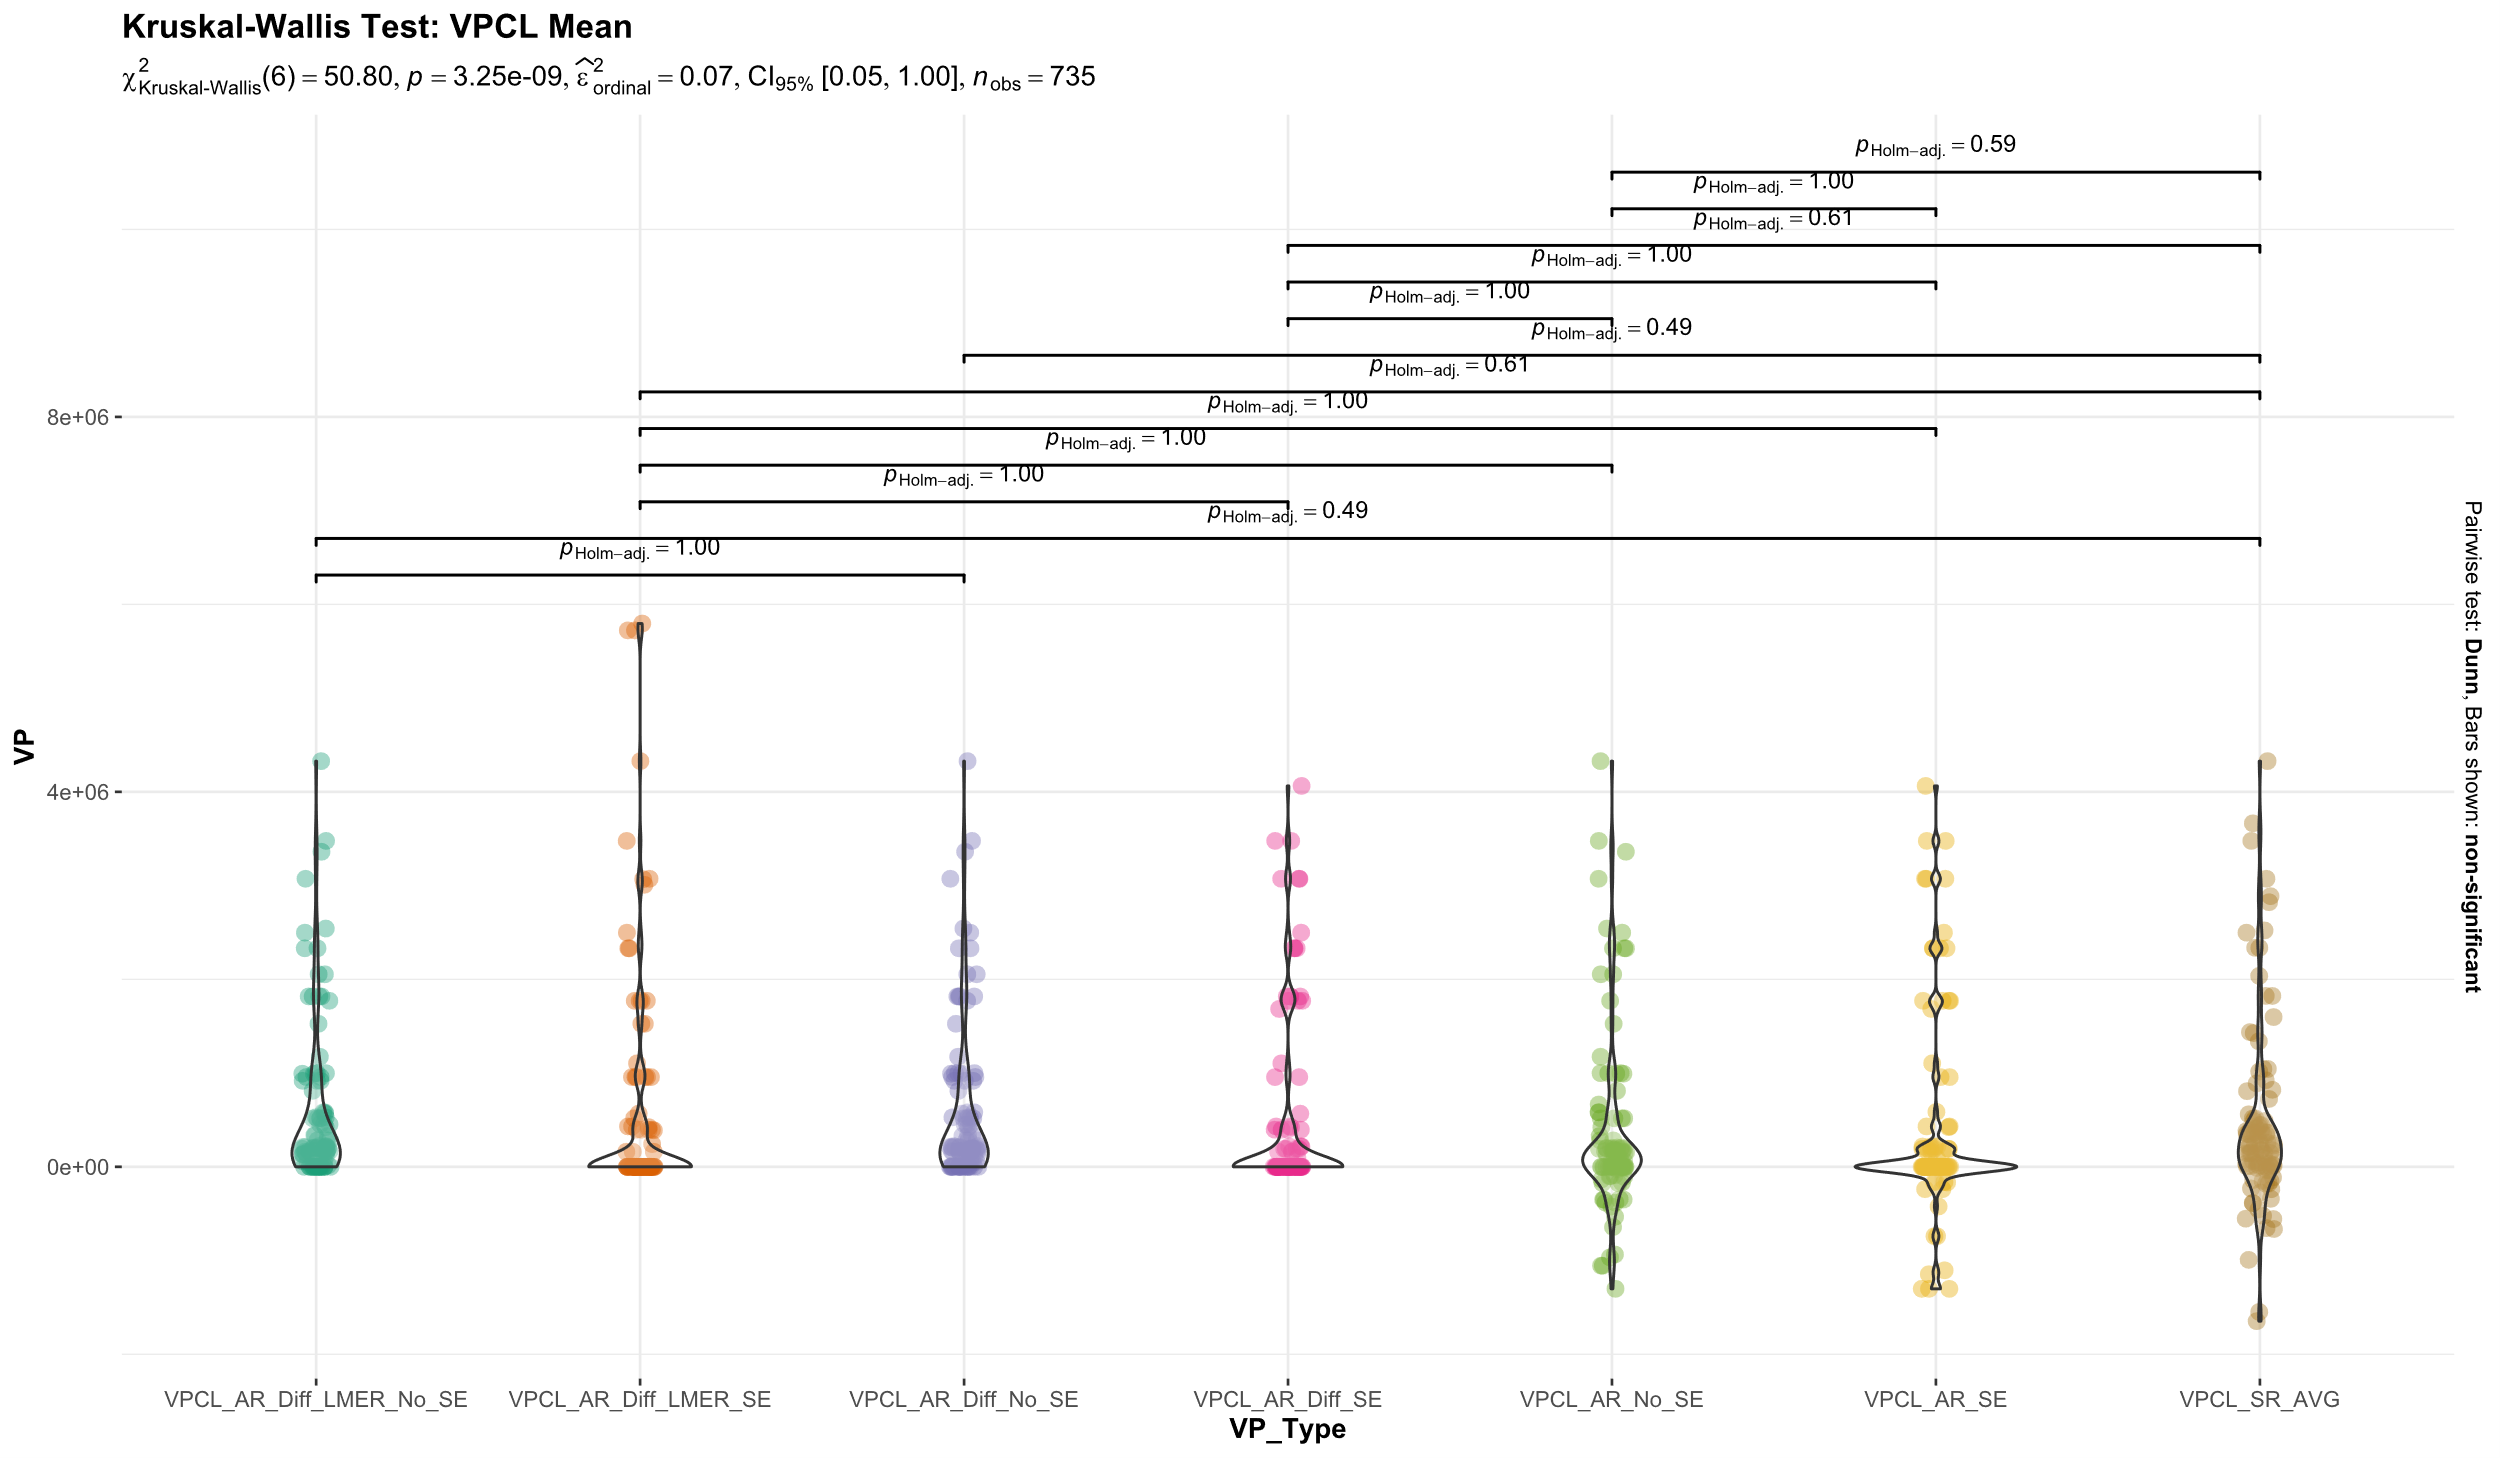 Kruskal-Wallis Test: VPCL Mean
χ²Kruskal-Wallis(6) = 50.80, p = 3.25e-09, ε̂²ordinal = 0.07, CI95% [0.05, 1.00], nobs = 735
pHolm–adj. = 0.59
pHolm–adj. = 1.00
pHolm–adj. = 0.61
pHolm–adj. = 1.00
pHolm–adj. = 1.00
pHolm–adj. = 0.49
pHolm–adj. = 0.61
pHolm–adj. = 1.00
pHolm–adj. = 1.00
pHolm–adj. = 1.00
pHolm–adj. = 0.49
pHolm–adj. = 1.00
8e+06
4e+06
0e+00
VP
Pairwise test: Dunn, Bars shown: non-significant
VPCL_AR_Diff_LMER_No_SE
VPCL_AR_Diff_LMER_SE
VPCL_AR_Diff_No_SE
VPCL_AR_Diff_SE
VPCL_AR_No_SE
VPCL_AR_SE
VPCL_SR_AVG
VP_Type